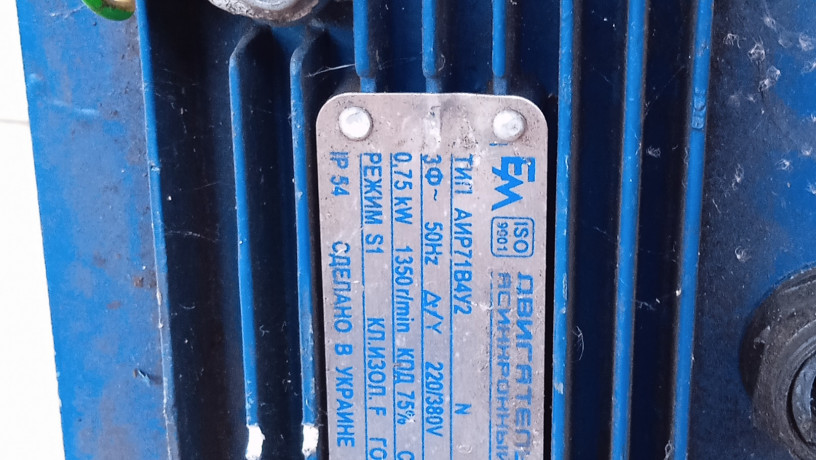 ЕМ ISO 9001 ДВИГАТЕЛЬ
АСИНХРОННЫЙ
ТИП АИР71В4У2 N
3Ф~ 50Hz Δ/Y 220/380V
0.75 kW 1350r/min КПД 75% C
РЕЖИМ S1 КЛ.ИЗОЛ. F ГО
IP 54 СДЕЛАНО В УКРАИНЕ